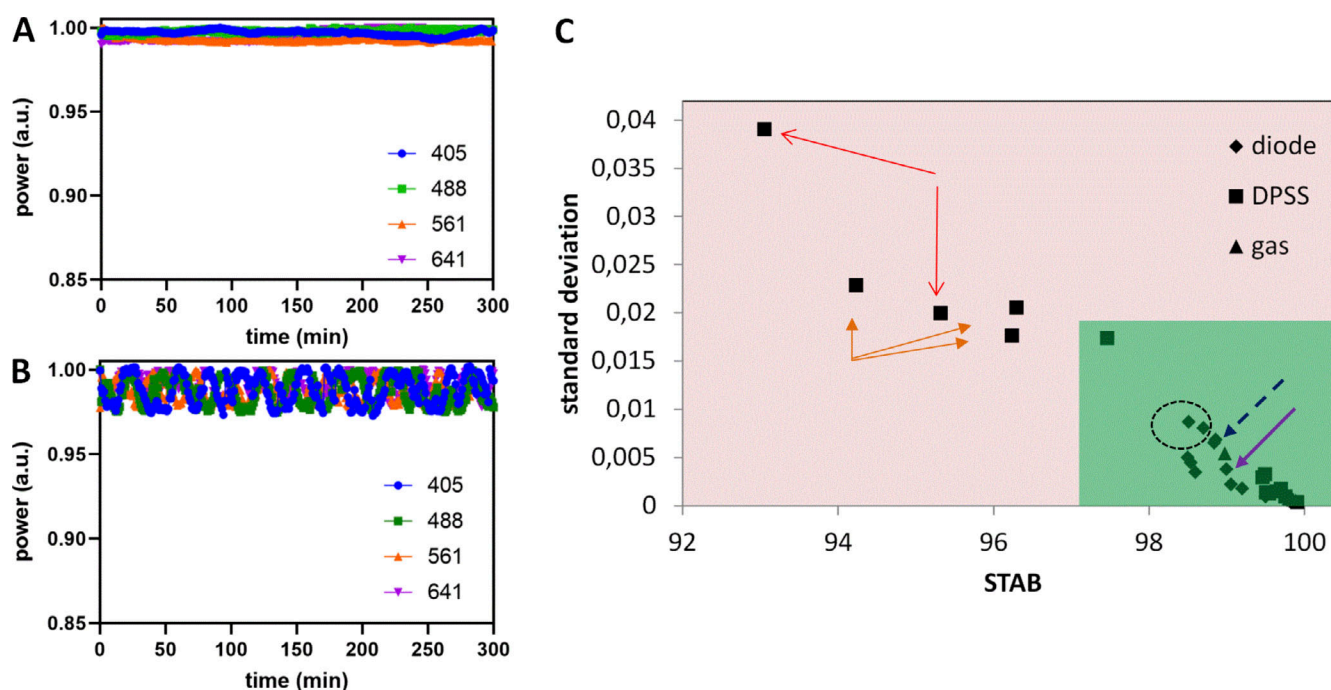 A
1.00
0.95
0.90
0.85
power (a.u.)
405
488
561
641
0 50 100 150 200 250 300
time (min)
B
1.00
0.95
0.90
0.85
power (a.u.)
405
488
561
641
0 50 100 150 200 250 300
time (min)
C
0,04
0,035
0,03
0,025
0,02
0,015
0,01
0,005
0
standard deviation
diode
DPSS
gas
92 94 96 98 100
STAB